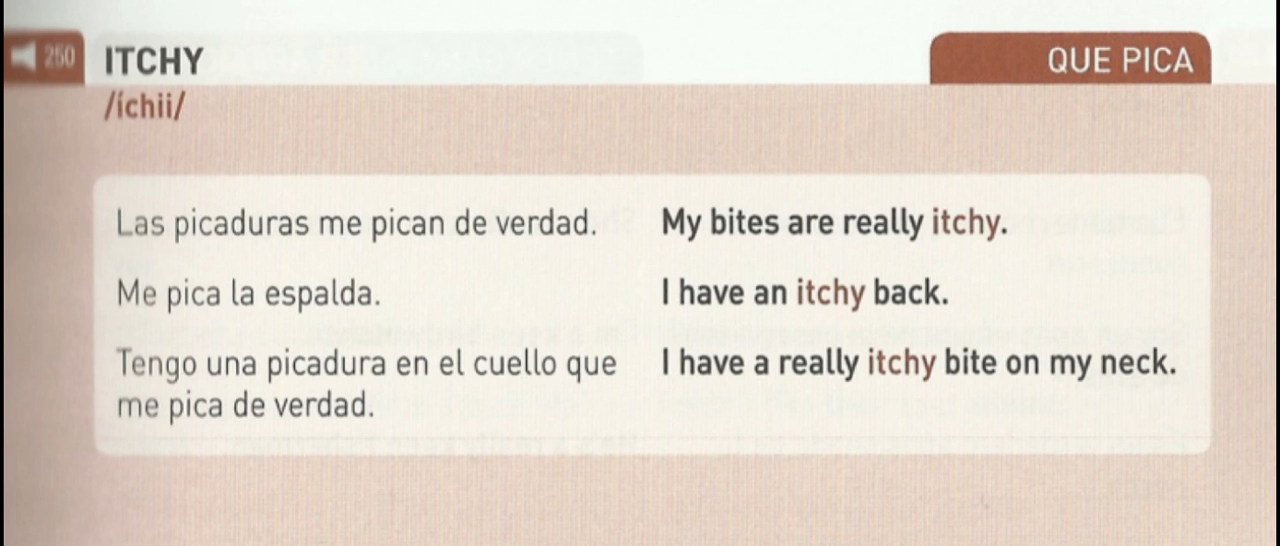 250 ITCHY QUE PICA
/íchii/
Las picaduras me pican de verdad. My bites are really itchy.
Me pica la espalda. I have an itchy back.
Tengo una picadura en el cuello que I have a really itchy bite on my neck.
me pica de verdad.